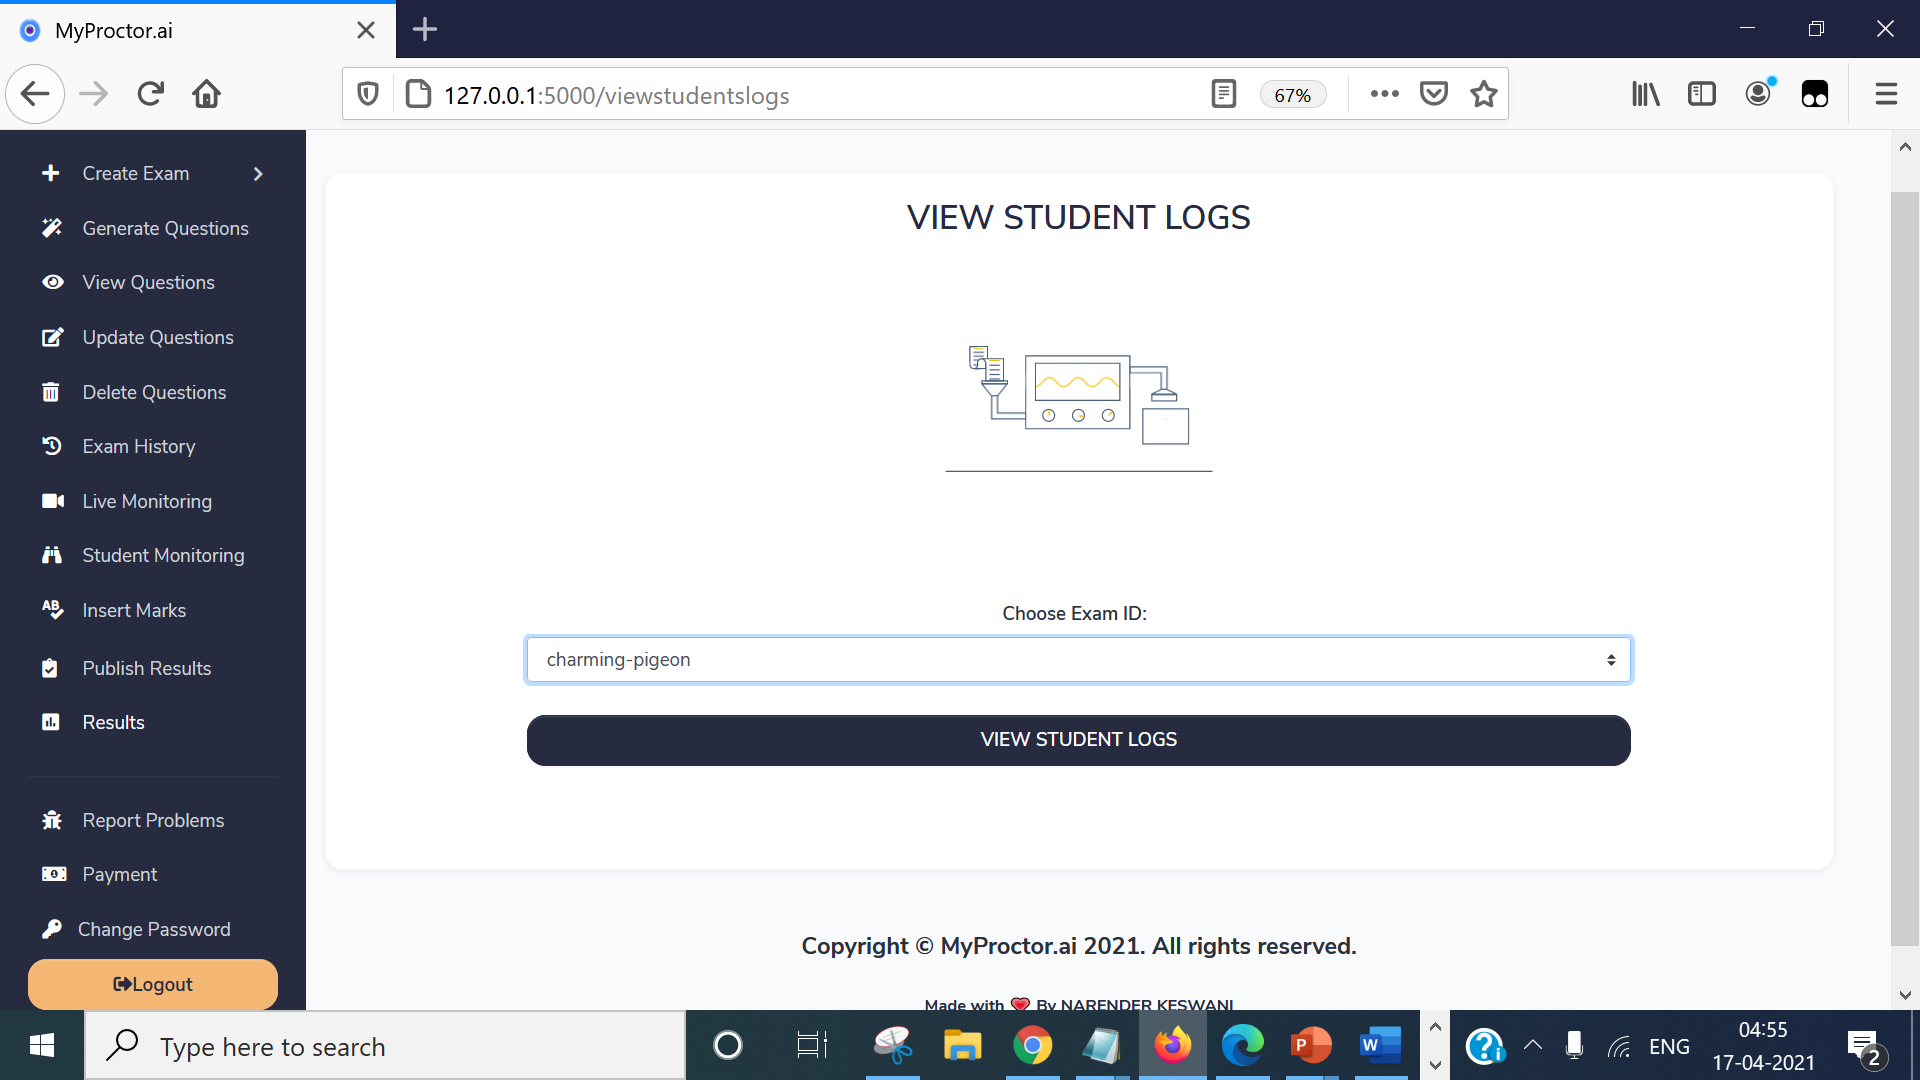 MyProctor.ai
127.0.0.1:5000/viewstudentslogs
67%
Create Exam
Generate Questions
View Questions
Update Questions
Delete Questions
Exam History
Live Monitoring
Student Monitoring
Insert Marks
Publish Results
Results
Report Problems
Payment
Change Password
Logout
VIEW STUDENT LOGS
Choose Exam ID:
charming-pigeon
VIEW STUDENT LOGS
Copyright © MyProctor.ai 2021. All rights reserved.
Made with ❤ By NARENDER KESWANI
Type here to search
ENG
04:55
17-04-2021
2